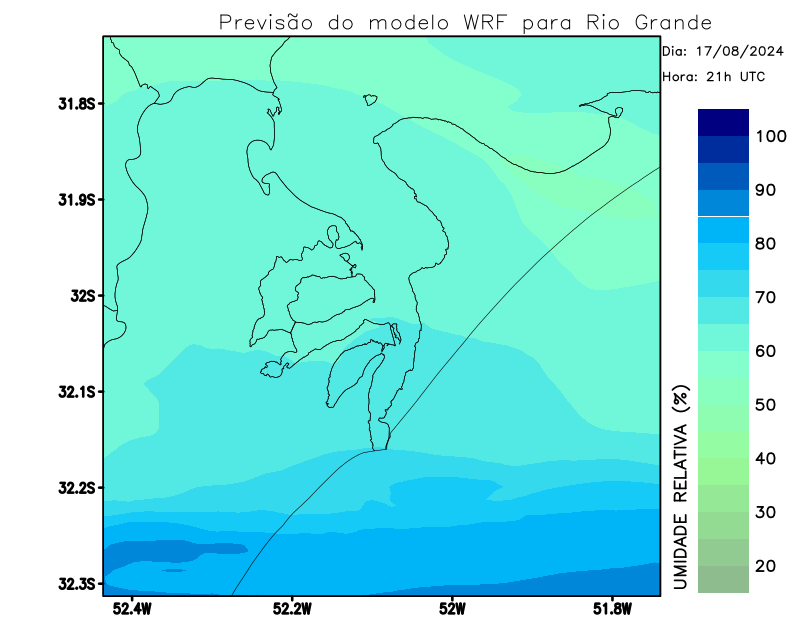 Previsão do modelo WRF para Rio Grande
Dia: 17/08/2024
Hora: 21h UTC
31.8S
31.9S
32S
32.1S
32.2S
32.3S
52.4W
52.2W
52W
51.8W
100
90
80
70
60
50
40
30
20
UMIDADE RELATIVA (%)